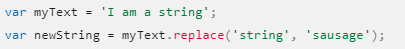 var myText = 'I am a string';
var newString = myText.replace('string', 'sausage');